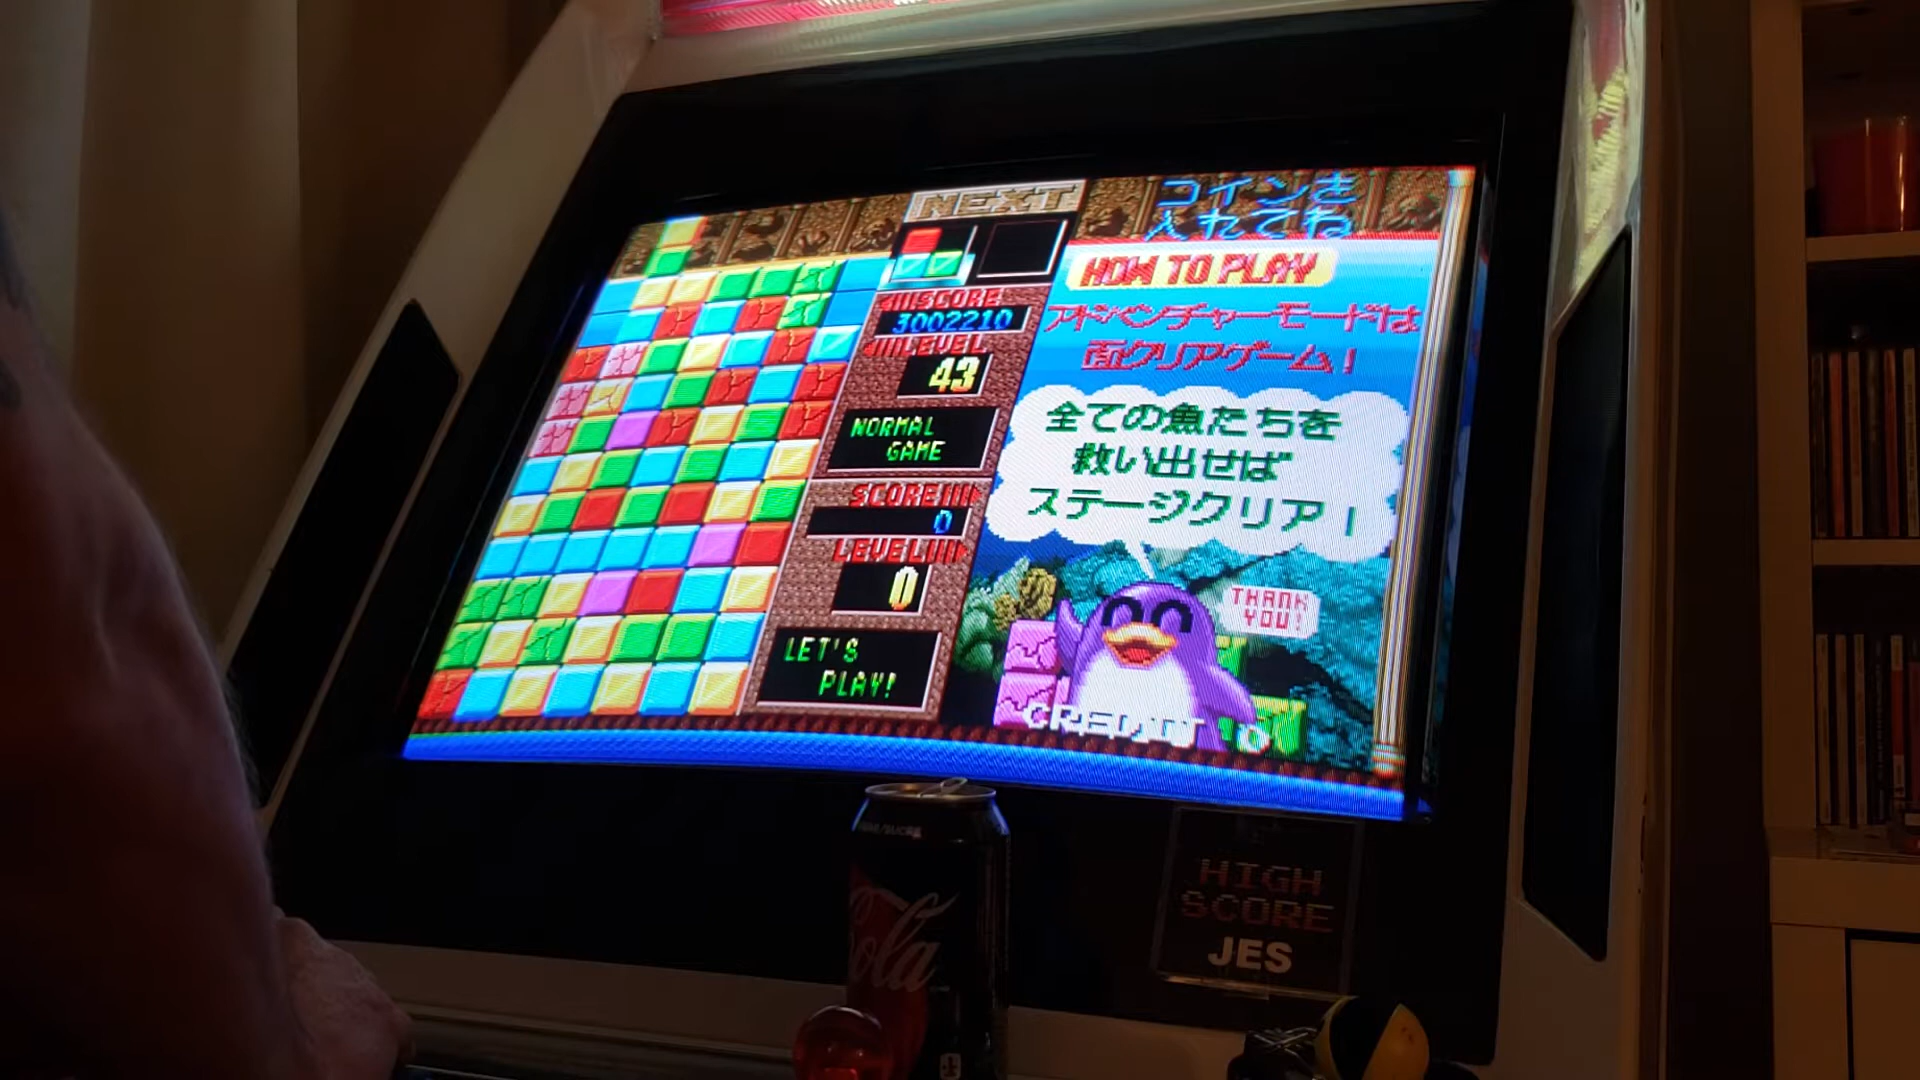 NEXT
コインを
入れてね
HOW TO PLAY
アドベンチャーモードは
面クリアゲーム!
SCORE
3002210
LEVEL
43
NORMAL
GAME
全ての魚たちを
救い出せば
ステージクリア!
SCORE
0
LEVEL
0
THANK
YOU!
LET'S
PLAY!
CREDIT 0
Cola
HIGH
SCORE
JES